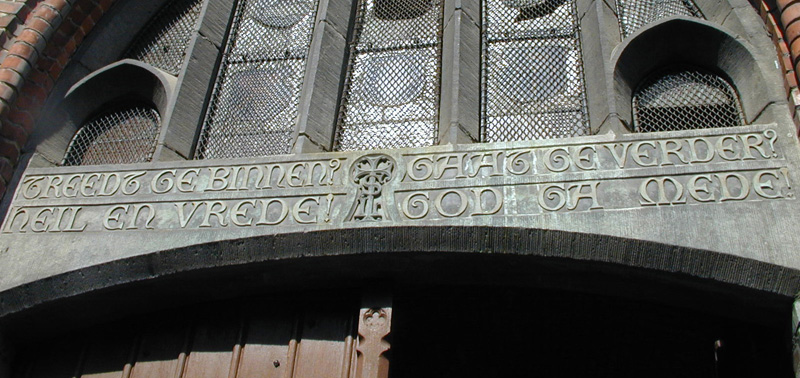 TREEDT GE BINNEN?
HEIL EN VREDE!
GAAT GE VERDER?
GOD GA MEDE!